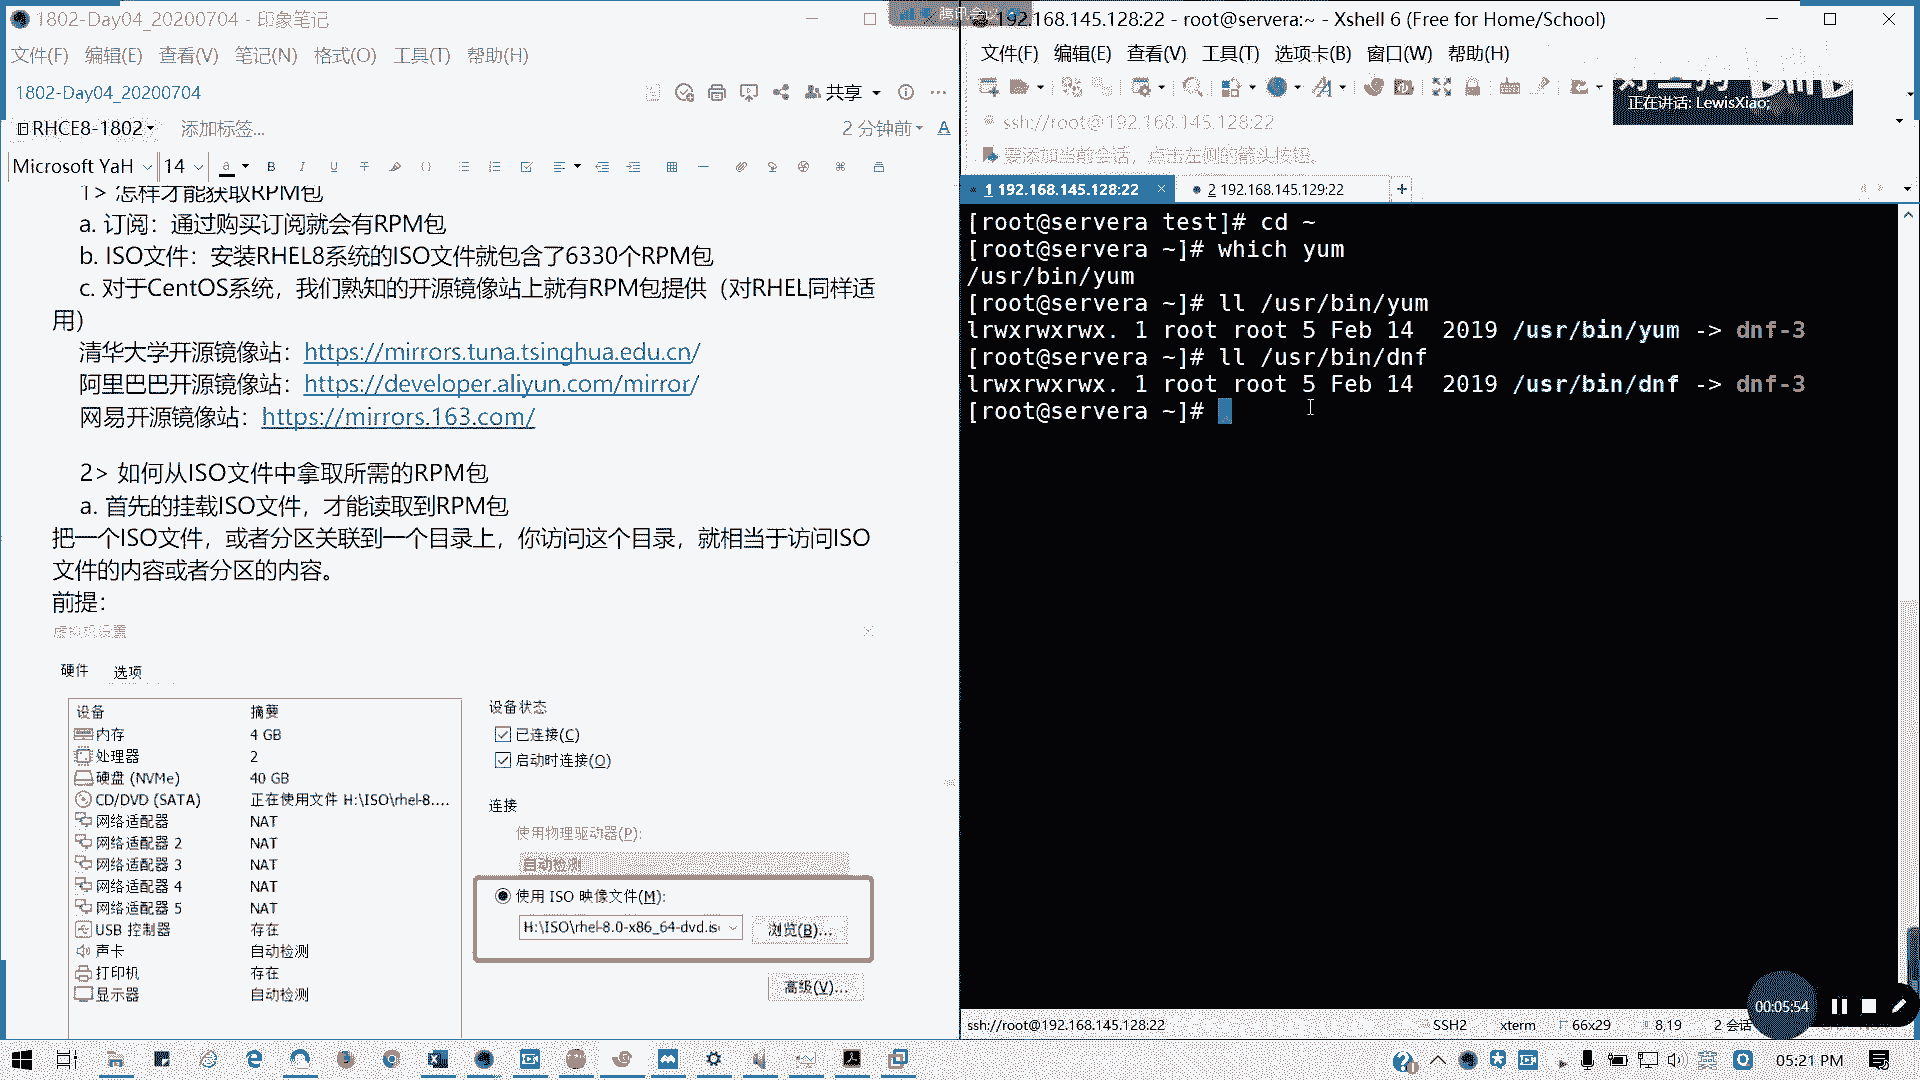 1802-Day04_20200704 - 印象笔记
文件(F) 编辑(E) 查看(V) 笔记(N) 格式(O) 工具(T) 帮助(H)
1802-Day04_20200704
共享
RHCE8-1802
添加标签...
2 分钟前
Microsoft YaH 14
1> 怎样才能获取RPM包
a. 订阅：通过购买订阅就会有RPM包
b. ISO文件：安装RHEL8系统的ISO文件就包含了6330个RPM包
c. 对于CentOS系统，我们熟知的开源镜像站上就有RPM包提供（对RHEL同样适
用）
清华大学开源镜像站：https://mirrors.tuna.tsinghua.edu.cn/
阿里巴巴开源镜像站：https://developer.aliyun.com/mirror/
网易开源镜像站：https://mirrors.163.com/
2> 如何从ISO文件中拿取所需的RPM包
a. 首先的挂载ISO文件，才能读取到RPM包
把一个ISO文件，或者分区关联到一个目录上，你访问这个目录，就相当于访问ISO
文件的内容或者分区的内容。
前提：
虚拟机设置
硬件 选项
设备 摘要
内存 4 GB
处理器 2
硬盘 (NVMe) 40 GB
CD/DVD (SATA) 正在使用文件 H:\ISO\rhel-8....
网络适配器 NAT
网络适配器 2 NAT
网络适配器 3 NAT
网络适配器 4 NAT
网络适配器 5 NAT
USB 控制器 存在
声卡 自动检测
打印机 存在
显示器 自动检测
设备状态
已连接(C)
启动时连接(O)
连接
使用物理驱动器(P):
自动检测
使用 ISO 映像文件(M):
H:\ISO\rhel-8.0-x86_64-dvd.is
浏览(B)...
高级(V)...
腾讯会议
192.168.145.128:22 - root@servera:~ - Xshell 6 (Free for Home/School)
文件(F) 编辑(E) 查看(V) 工具(T) 选项卡(B) 窗口(W) 帮助(H)
正在讲话: LewisXiao;
ssh://root@192.168.145.128:22
要添加当前会话，点击左侧的箭头按钮。
1 192.168.145.128:22
2 192.168.145.129:22
[root@servera test]# cd ~
[root@servera ~]# which yum
/usr/bin/yum
[root@servera ~]# ll /usr/bin/yum
lrwxrwxrwx. 1 root root 5 Feb 14  2019 /usr/bin/yum -> dnf-3
[root@servera ~]# ll /usr/bin/dnf
lrwxrwxrwx. 1 root root 5 Feb 14  2019 /usr/bin/dnf -> dnf-3
[root@servera ~]#
00:05:54
ssh://root@192.168.145.128:22 SSH2 xterm 66x29 8,19 2 会话
英 05:21 PM